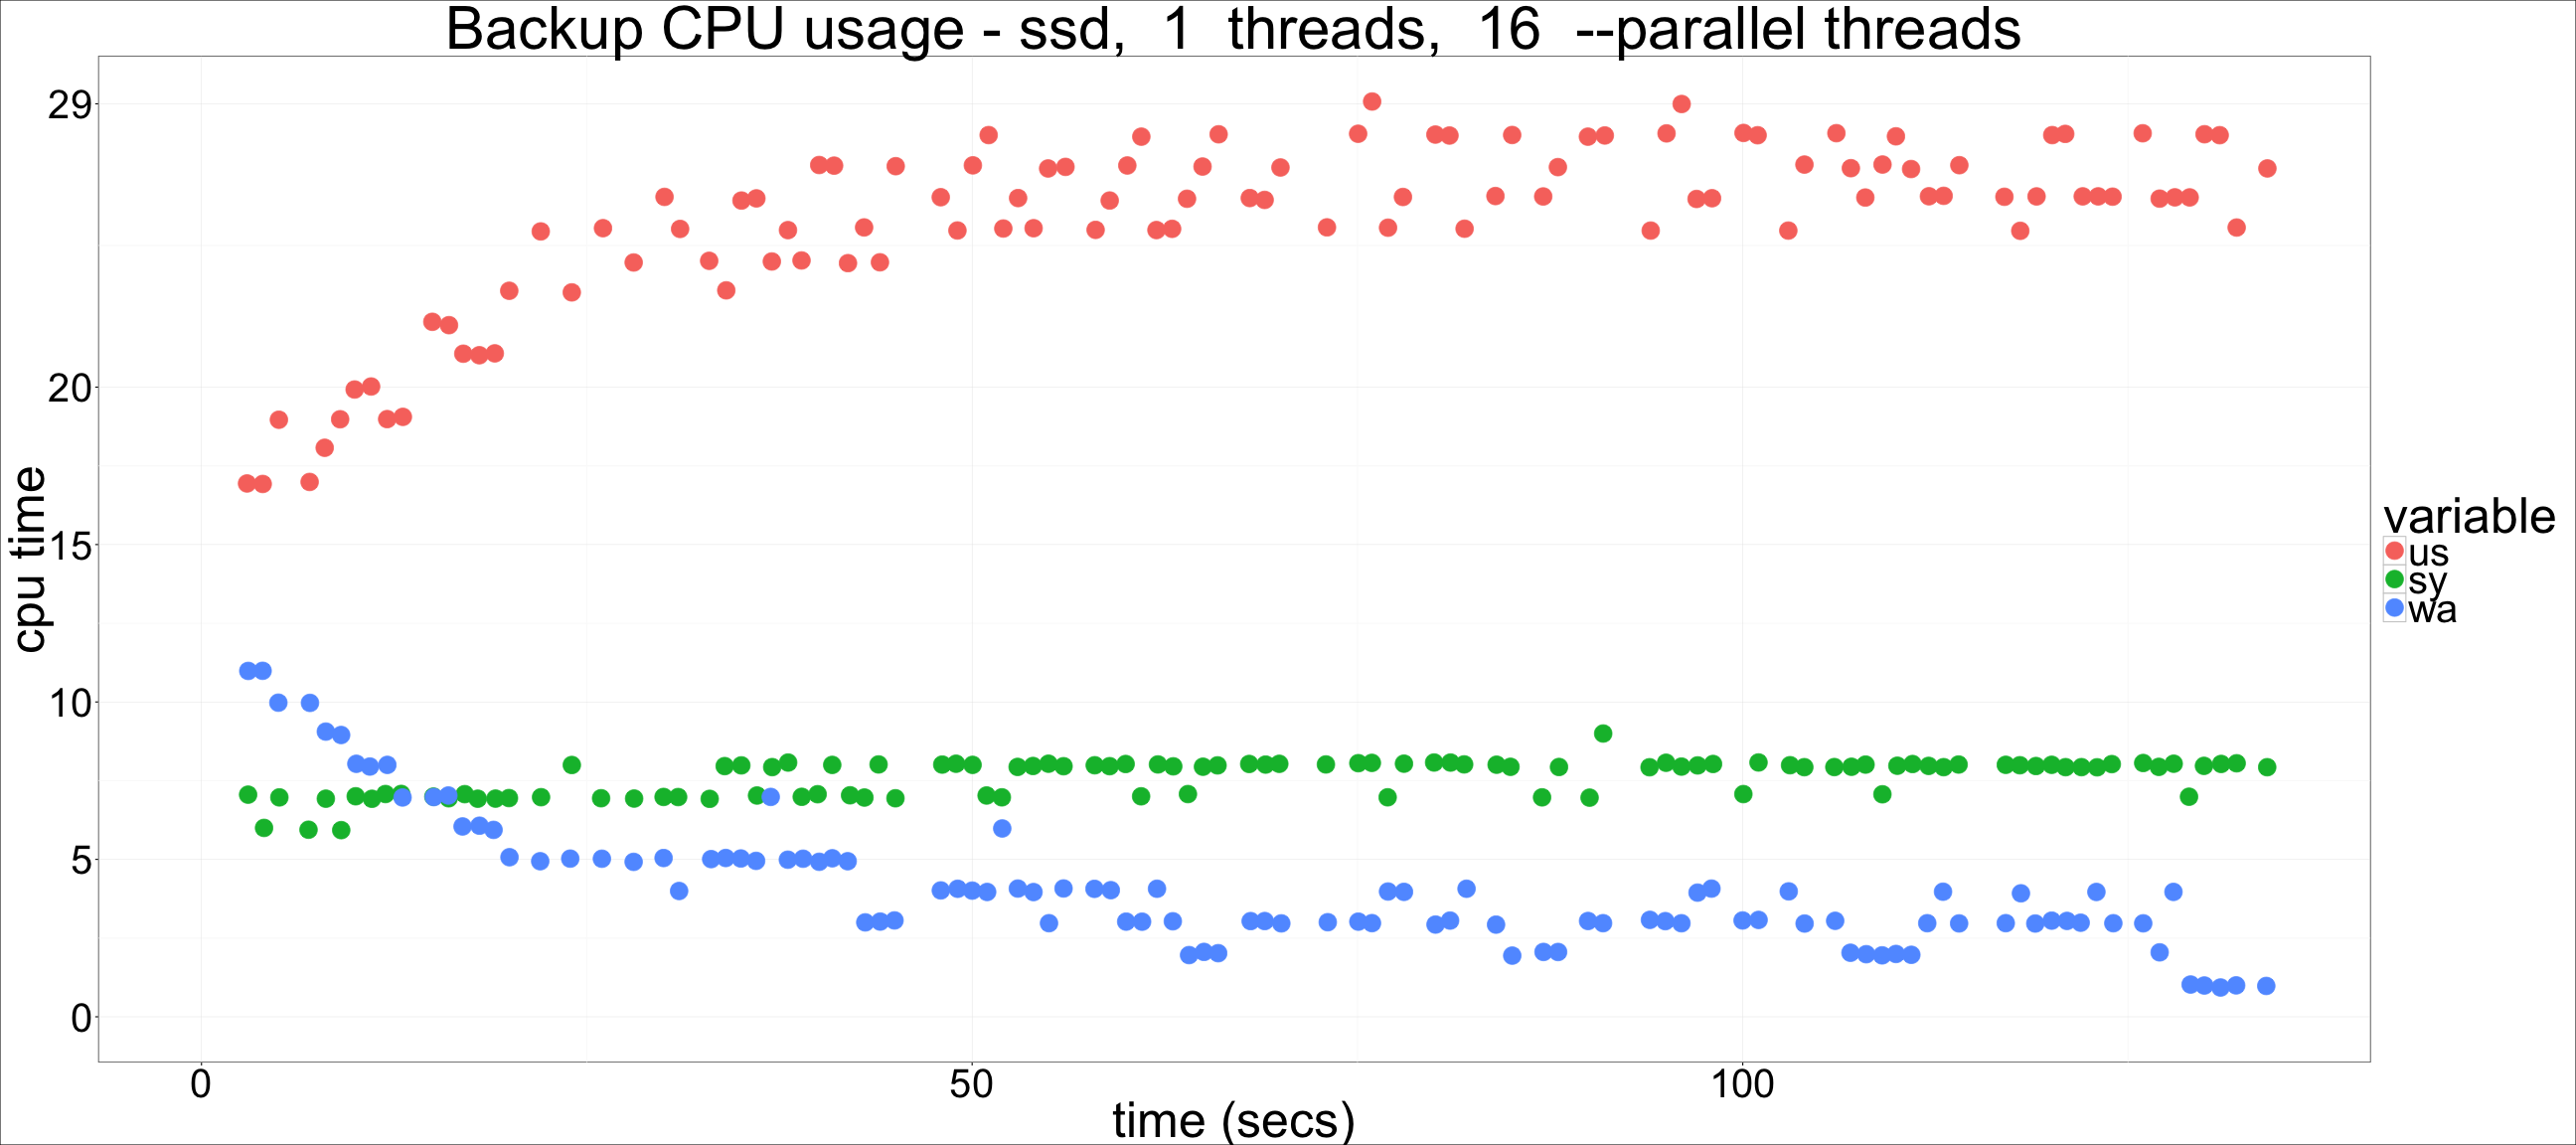 Backup CPU usage - ssd, 1 threads, 16 --parallel threads
29
20
15
10
5
0
cpu time
0 50 100
time (secs)
variable
us
sy
wa